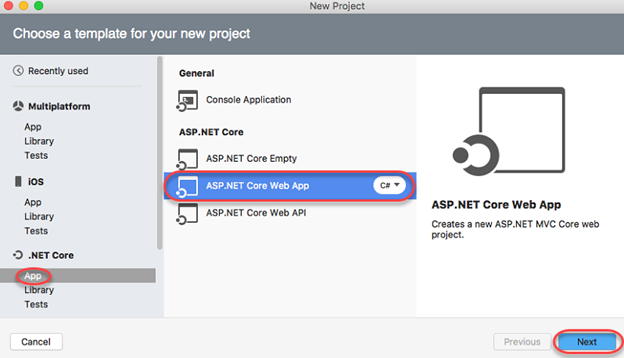 New Project
Choose a template for your new project
Recently used
Multiplatform
App
Library
Tests
iOS
App
Library
Tests
.NET Core
App
Library
Tests
General
Console Application
ASP.NET Core
ASP.NET Core Empty
ASP.NET Core Web App C#
ASP.NET Core Web API
ASP.NET Core Web App
Creates a new ASP.NET MVC Core web
project.
Cancel
Previous
Next